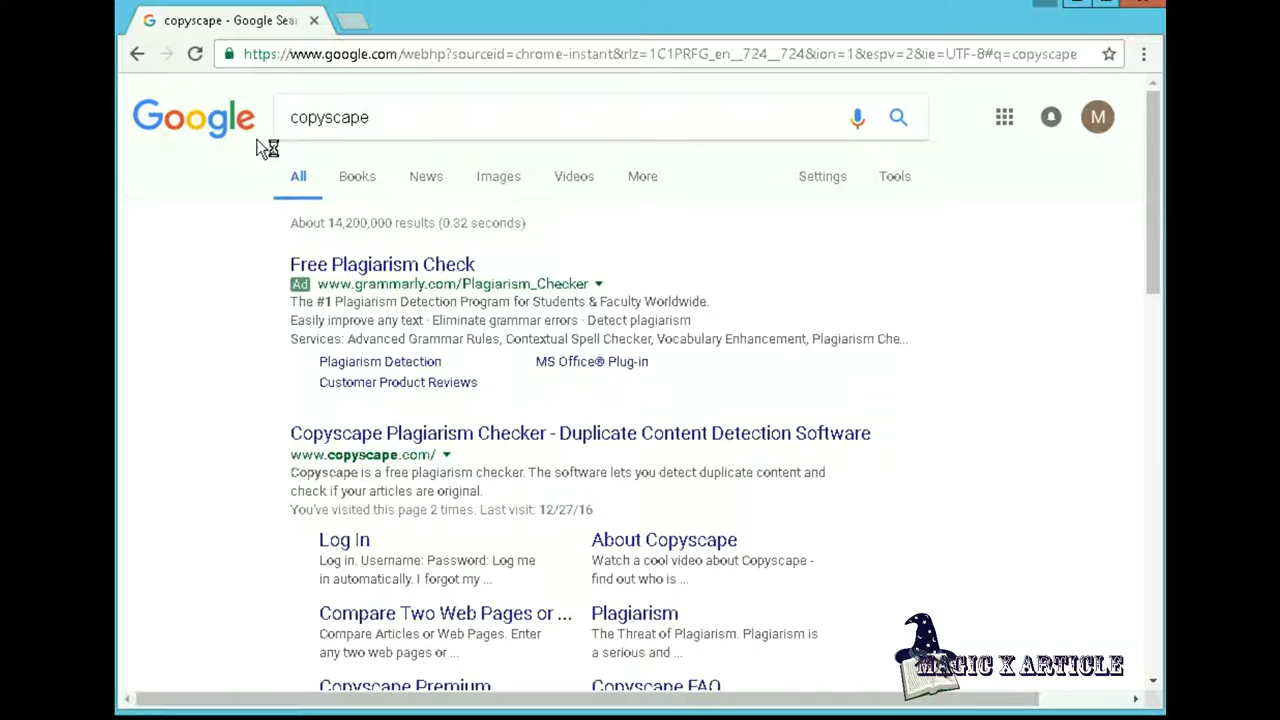 copyscape - Google Sear
https://www.google.com/webhp?sourceid=chrome-instant&rlz=1C1PRFG_en__724__724&ion=1&espv=2&ie=UTF-8#q=copyscape
Google
copyscape
M
All Books News Images Videos More Settings Tools
About 14,200,000 results (0.32 seconds)
Free Plagiarism Check
Ad www.grammarly.com/Plagiarism_Checker
The #1 Plagiarism Detection Program for Students & Faculty Worldwide.
Easily improve any text · Eliminate grammar errors · Detect plagiarism
Services: Advanced Grammar Rules, Contextual Spell Checker, Vocabulary Enhancement, Plagiarism Che...
Plagiarism Detection MS Office® Plug-in
Customer Product Reviews
Copyscape Plagiarism Checker - Duplicate Content Detection Software
www.copyscape.com/
Copyscape is a free plagiarism checker. The software lets you detect duplicate content and
check if your articles are original.
You've visited this page 2 times. Last visit: 12/27/16
Log In
Log in. Username: Password: Log me
in automatically. I forgot my ...
About Copyscape
Watch a cool video about Copyscape -
find out who is ...
Compare Two Web Pages or ...
Compare Articles or Web Pages. Enter
any two web pages or ...
Plagiarism
The Threat of Plagiarism. Plagiarism is
a serious and ...
Copyscape Premium
Copyscape FAQ
MAGIC X ARTICLE